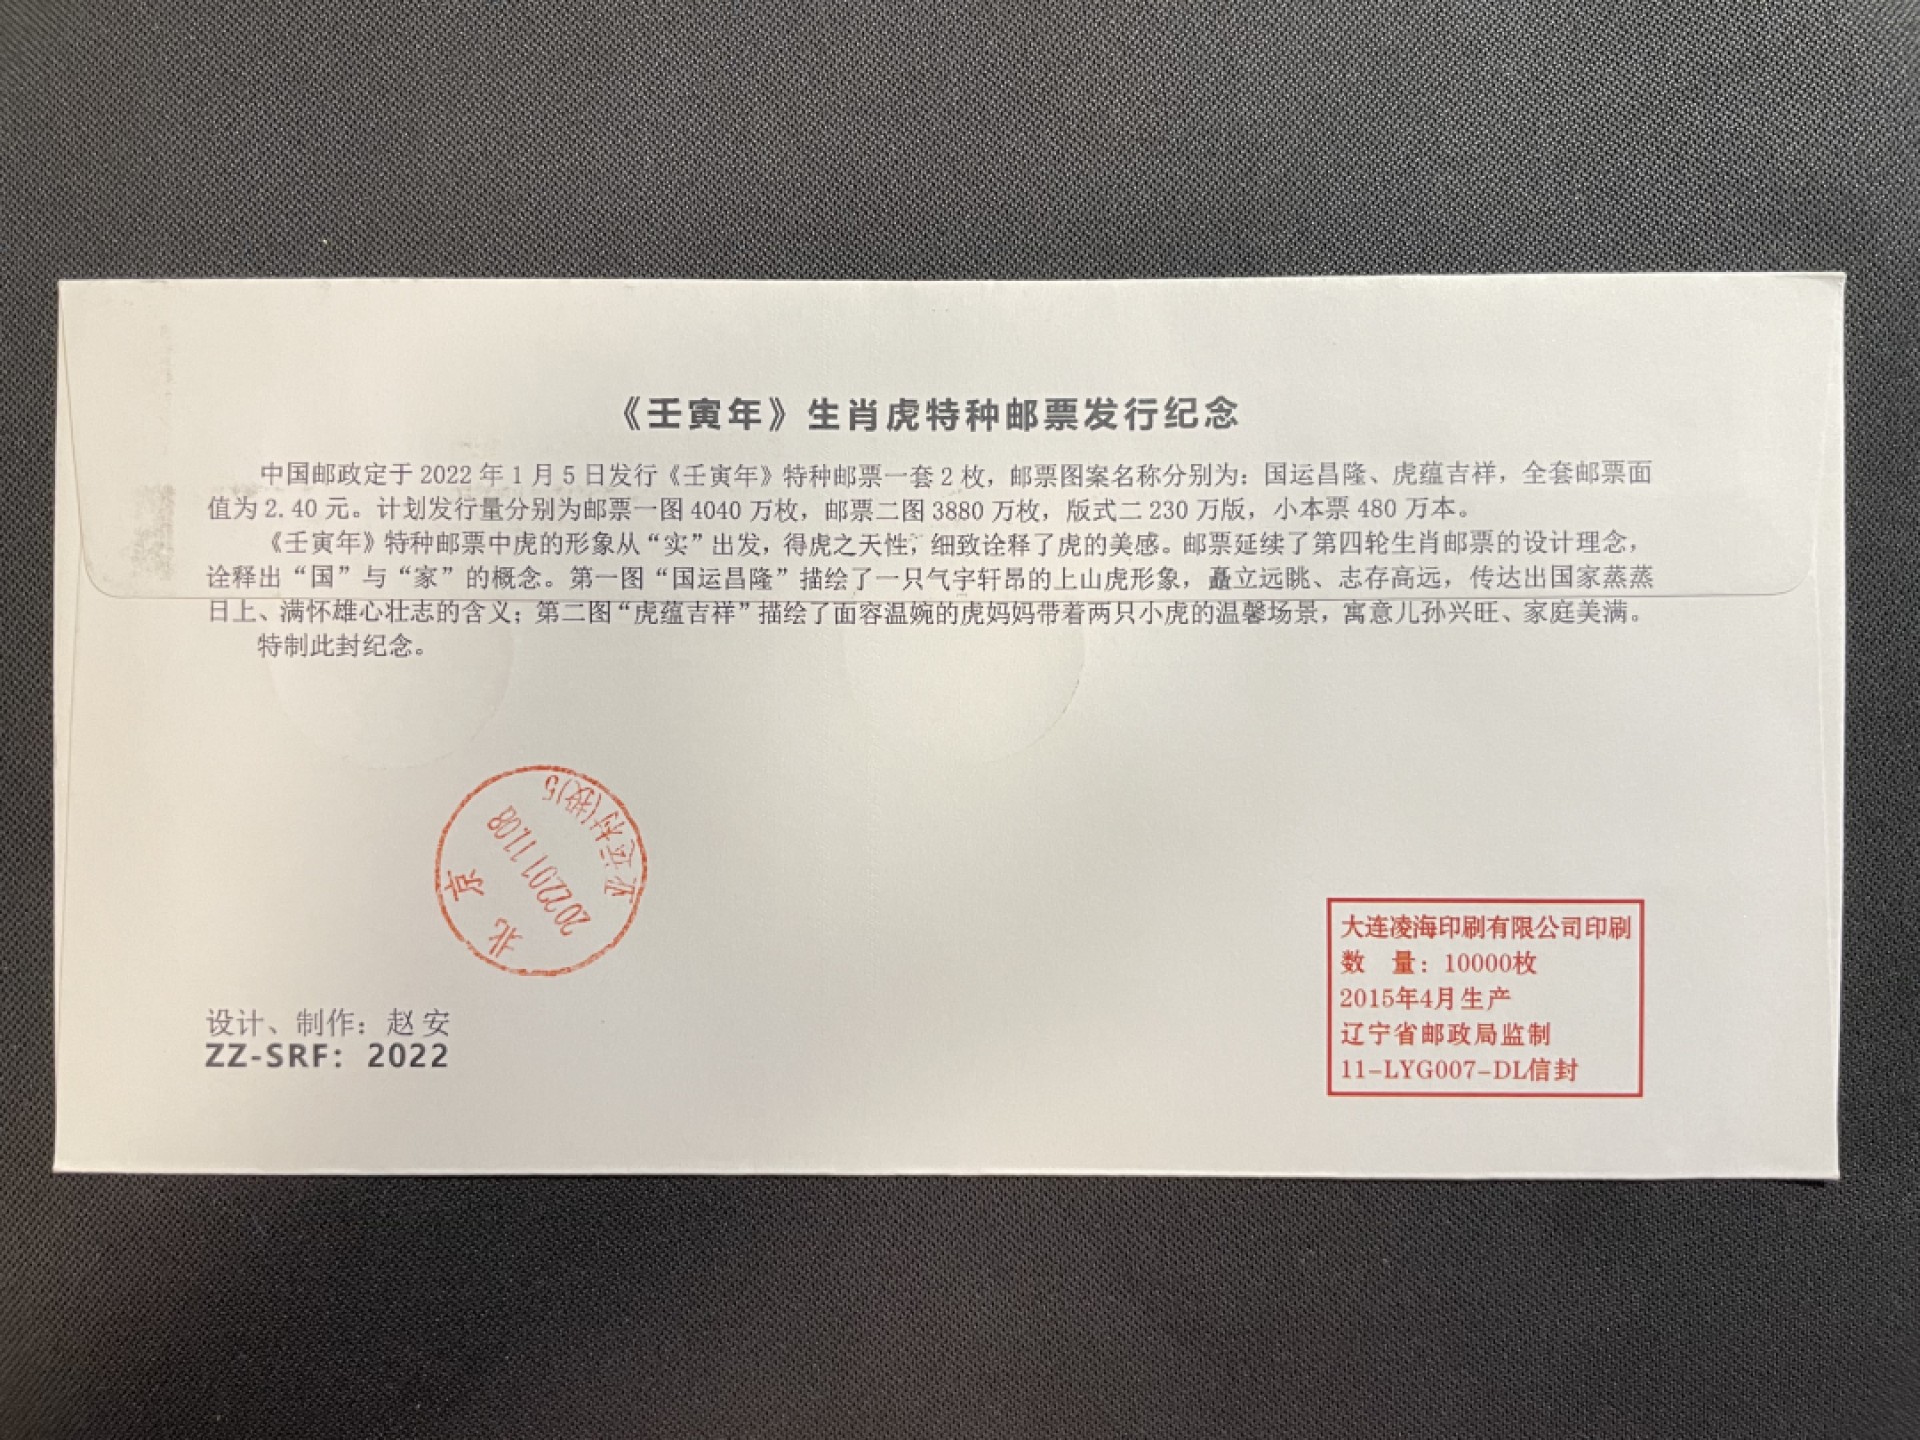 《壬寅年》生肖虎特种邮票发行纪念
中国邮政定于 2022 年 1 月 5 日发行《壬寅年》特种邮票一套 2 枚，邮票图案名称分别为：国运昌隆、虎蕴吉祥，全套邮票面
值为 2.40 元。计划发行量分别为邮票一图 4040 万枚，邮票二图 3880 万枚，版式二 230 万版，小本票 480 万本。
《壬寅年》特种邮票中虎的形象从“实”出发，得虎之天性，细致诠释了虎的美感。邮票延续了第四轮生肖邮票的设计理念，
诠释出“国”与“家”的概念。第一图“国运昌隆”描绘了一只气宇轩昂的上山虎形象，矗立远眺、志存高远，传达出国家蒸蒸
日上、满怀雄心壮志的含义；第二图“虎蕴吉祥”描绘了面容温婉的虎妈妈带着两只小虎的温馨场景，寓意儿孙兴旺、家庭美满。
特制此封纪念。
北京
2022.01.11.08
村(投)5
设计、制作：赵 安
ZZ-SRF：2022
大连凌海印刷有限公司印刷
数 量：10000枚
2015年4月生产
辽宁省邮政局监制
11-LYG007-DL信封